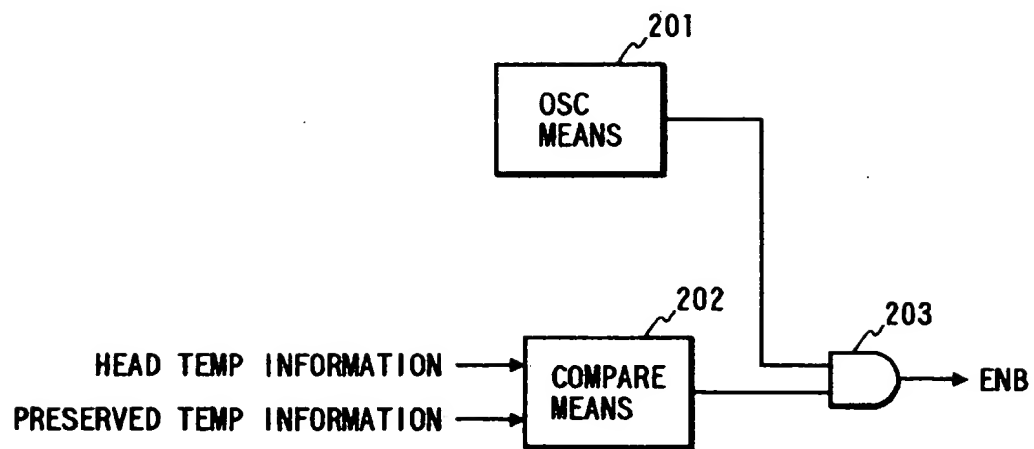 201
OSC
MEANS
202
203
HEAD TEMP INFORMATION
COMPARE
MEANS
PRESERVED TEMP INFORMATION
ENB